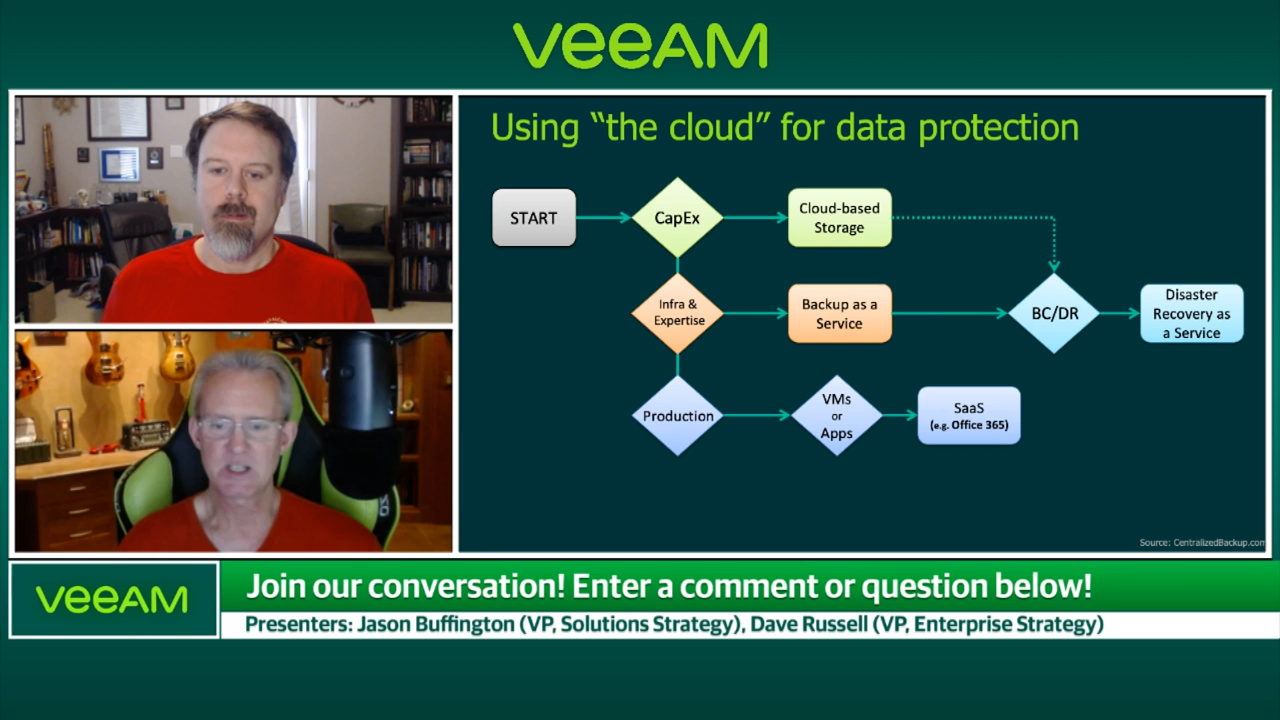 VEEAM
Using “the cloud” for data protection
START
CapEx
Cloud-based
Storage
Infra &
Expertise
Backup as a
Service
BC/DR
Disaster
Recovery as
a Service
Production
VMs
or
Apps
SaaS
(e.g. Office 365)
Source: CentralizedBackup.com
VEEAM
Join our conversation! Enter a comment or question below!
Presenters: Jason Buffington (VP, Solutions Strategy), Dave Russell (VP, Enterprise Strategy)